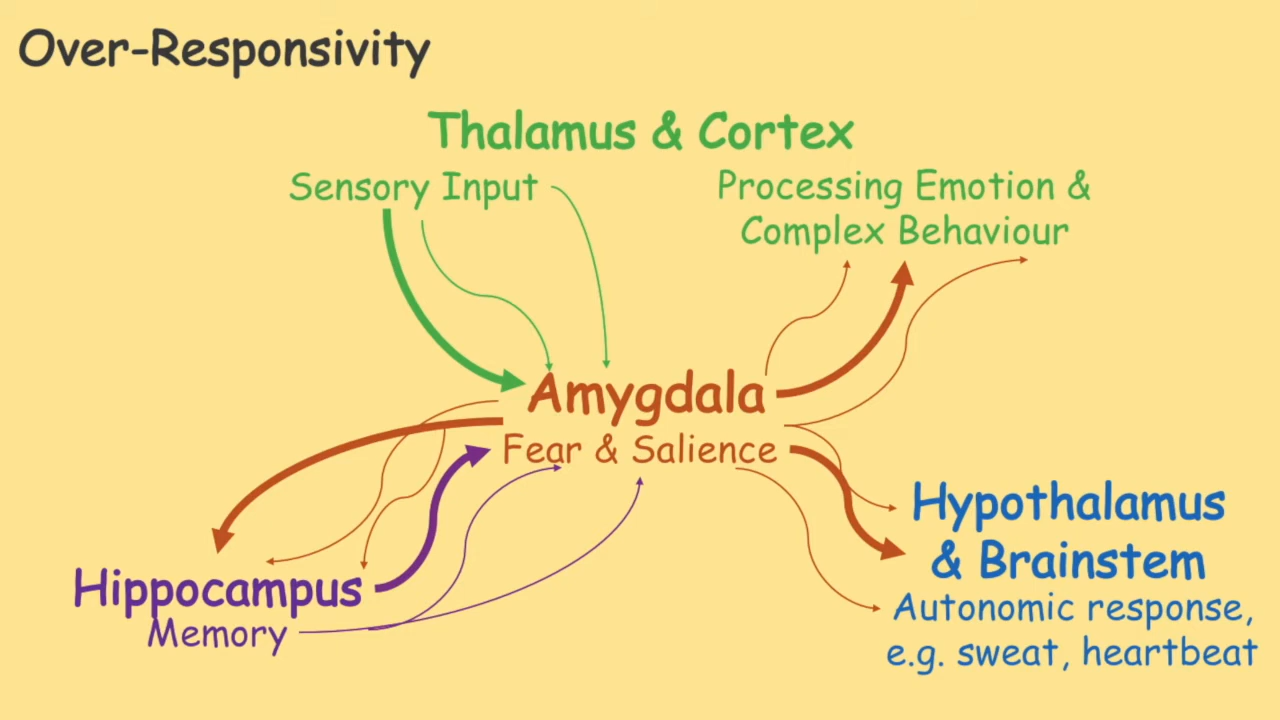 Over-Responsivity
Thalamus & Cortex
Sensory Input
Processing Emotion &
Complex Behaviour
Amygdala
Fear & Salience
Hippocampus
Memory
Hypothalamus
& Brainstem
Autonomic response,
e.g. sweat, heartbeat